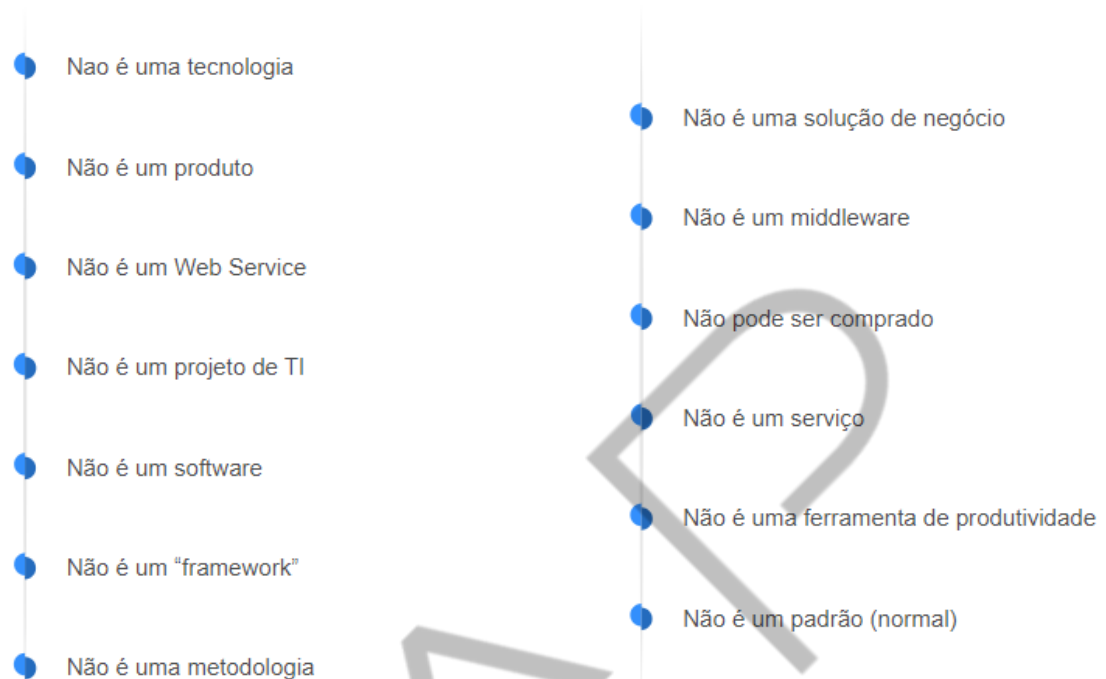 Nao é uma tecnologia
Não é um produto
Não é um Web Service
Não é um projeto de TI
Não é um software
Não é um “framework”
Não é uma metodologia
Não é uma solução de negócio
Não é um middleware
Não pode ser comprado
Não é um serviço
Não é uma ferramenta de produtividade
Não é um padrão (normal)